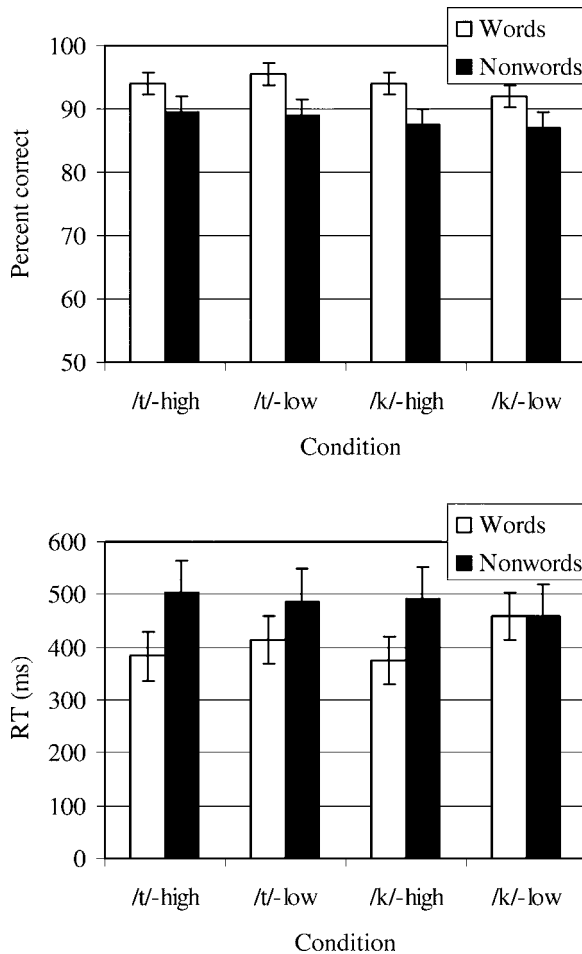 Words
Nonwords
100
90
80
70
60
50
Percent correct
/t/-high /t/-low /k/-high /k/-low
Condition
Words
Nonwords
600
500
400
300
200
100
0
RT (ms)
/t/-high /t/-low /k/-high /k/-low
Condition